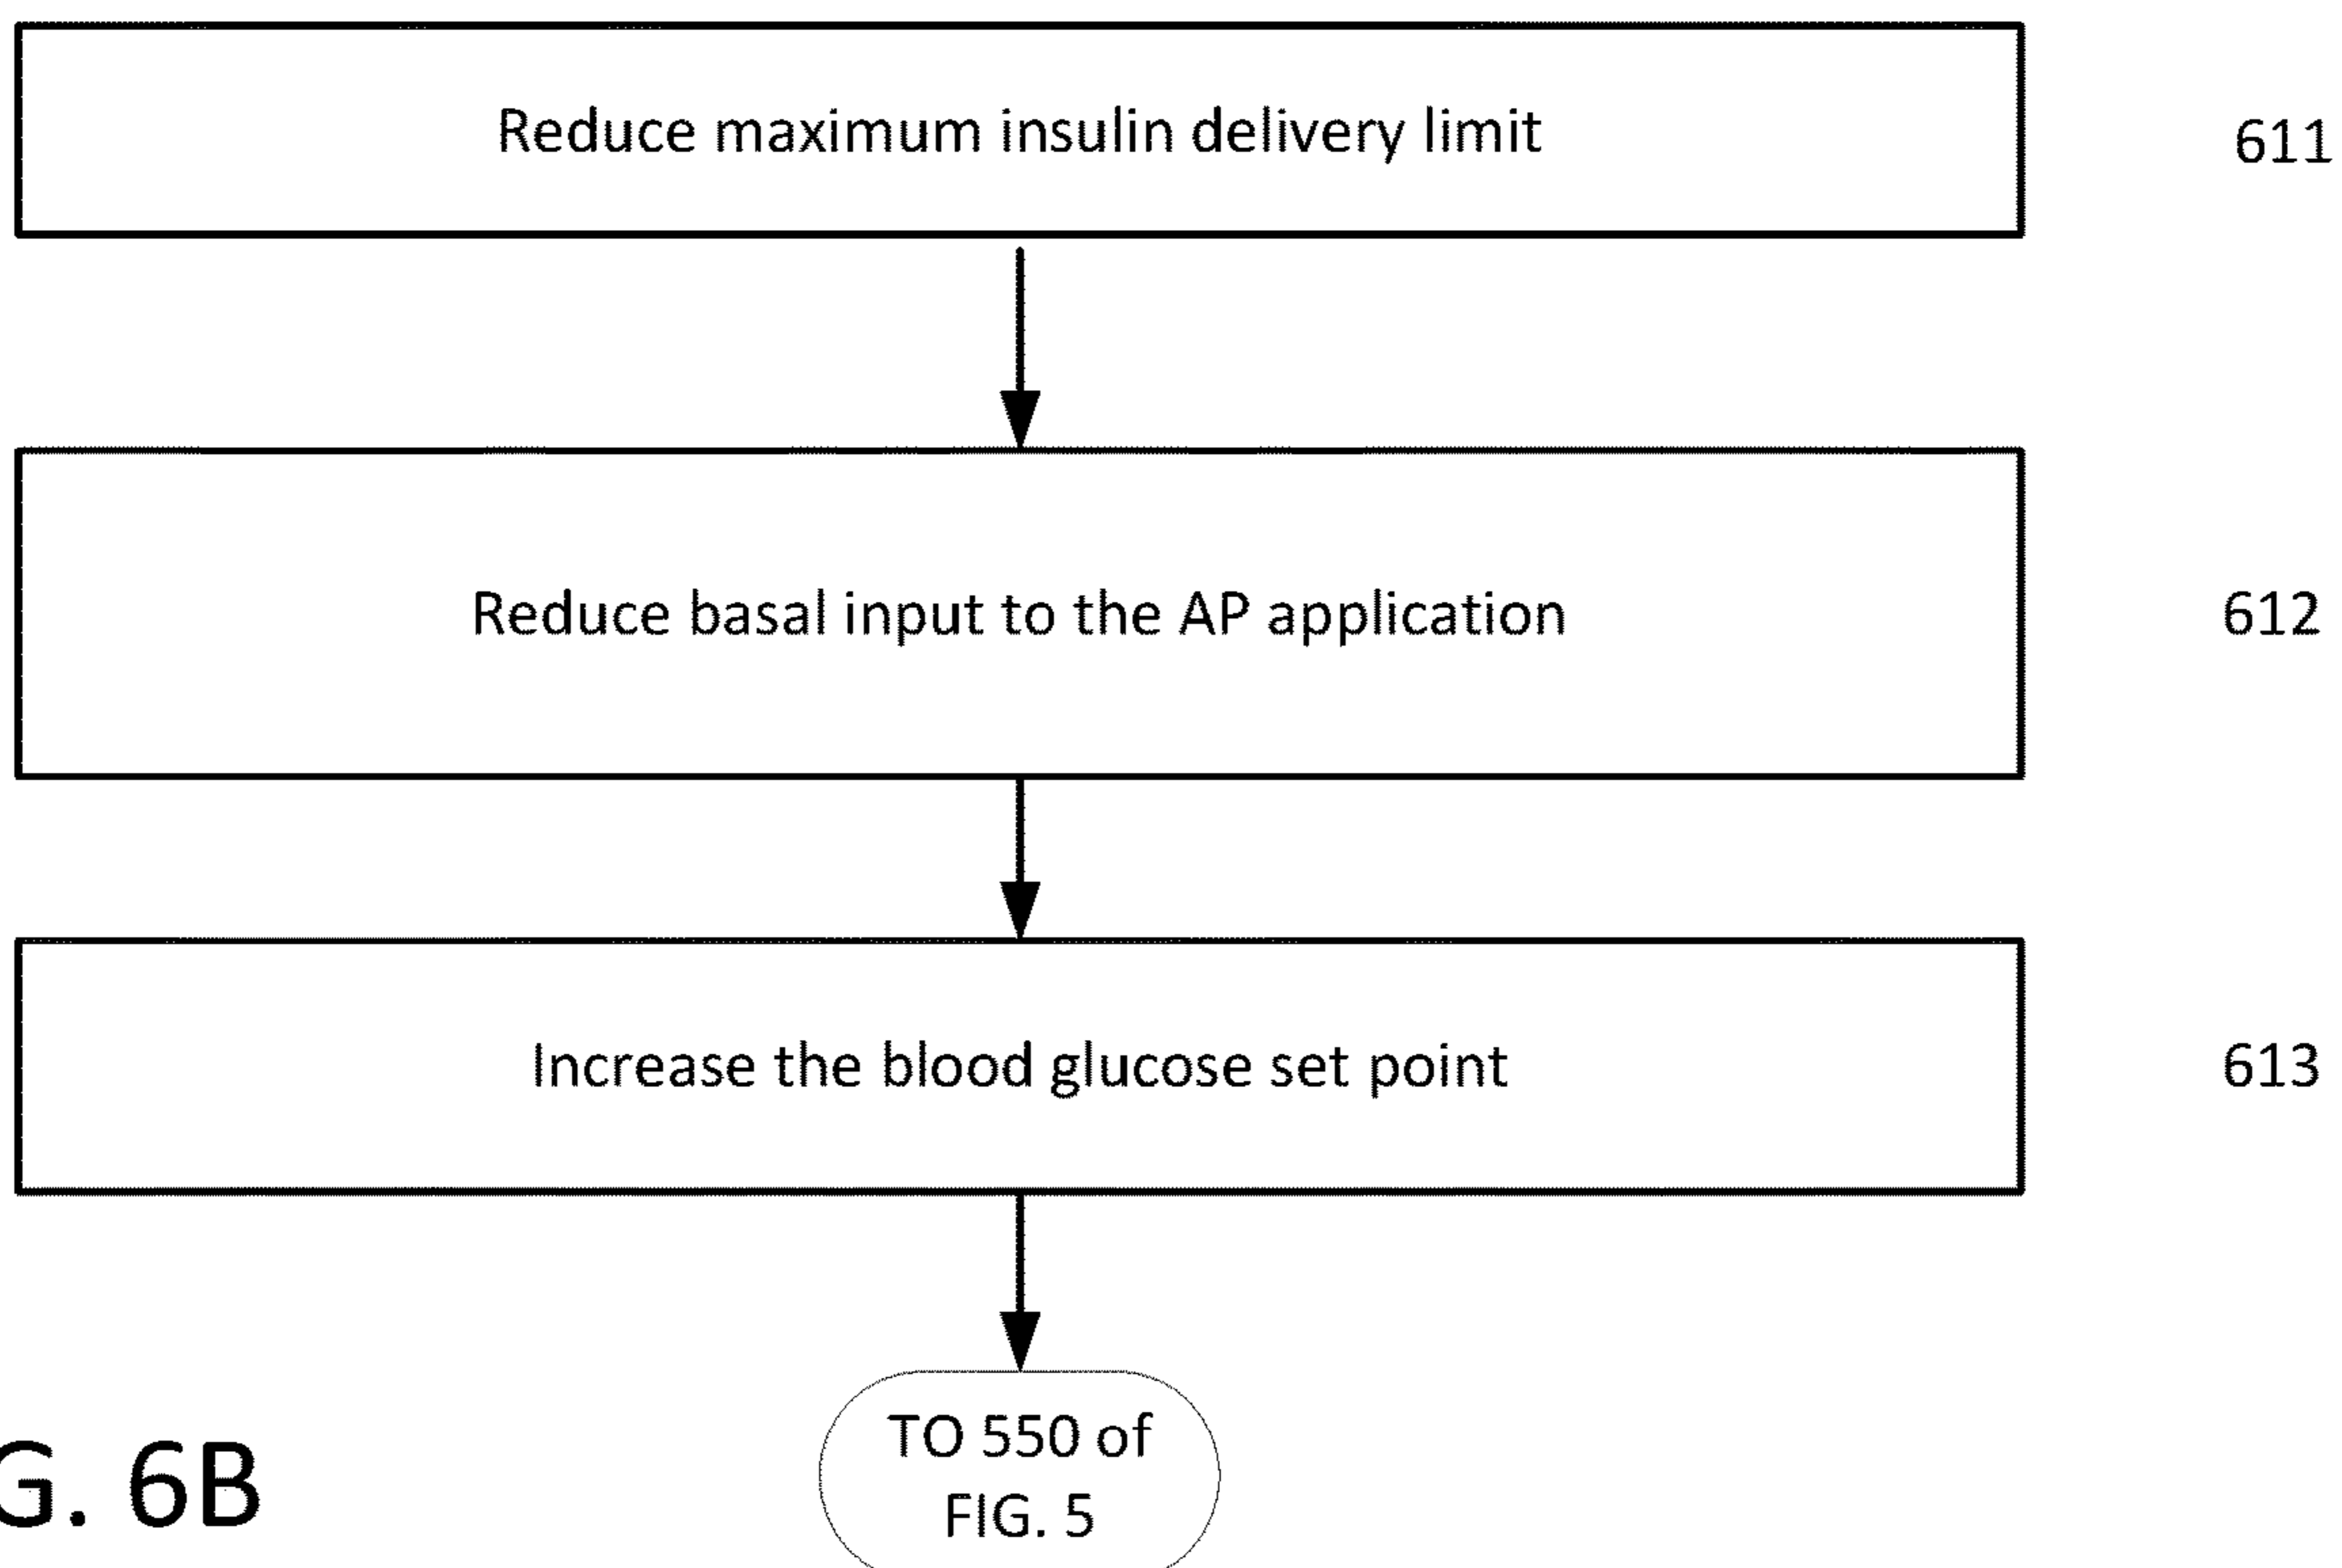 Reduce maximum insulin delivery limit
611
Reduce basal input to the AP application
612
Increase the blood glucose set point
613
TO 550 of
FIG. 5
G. 6B